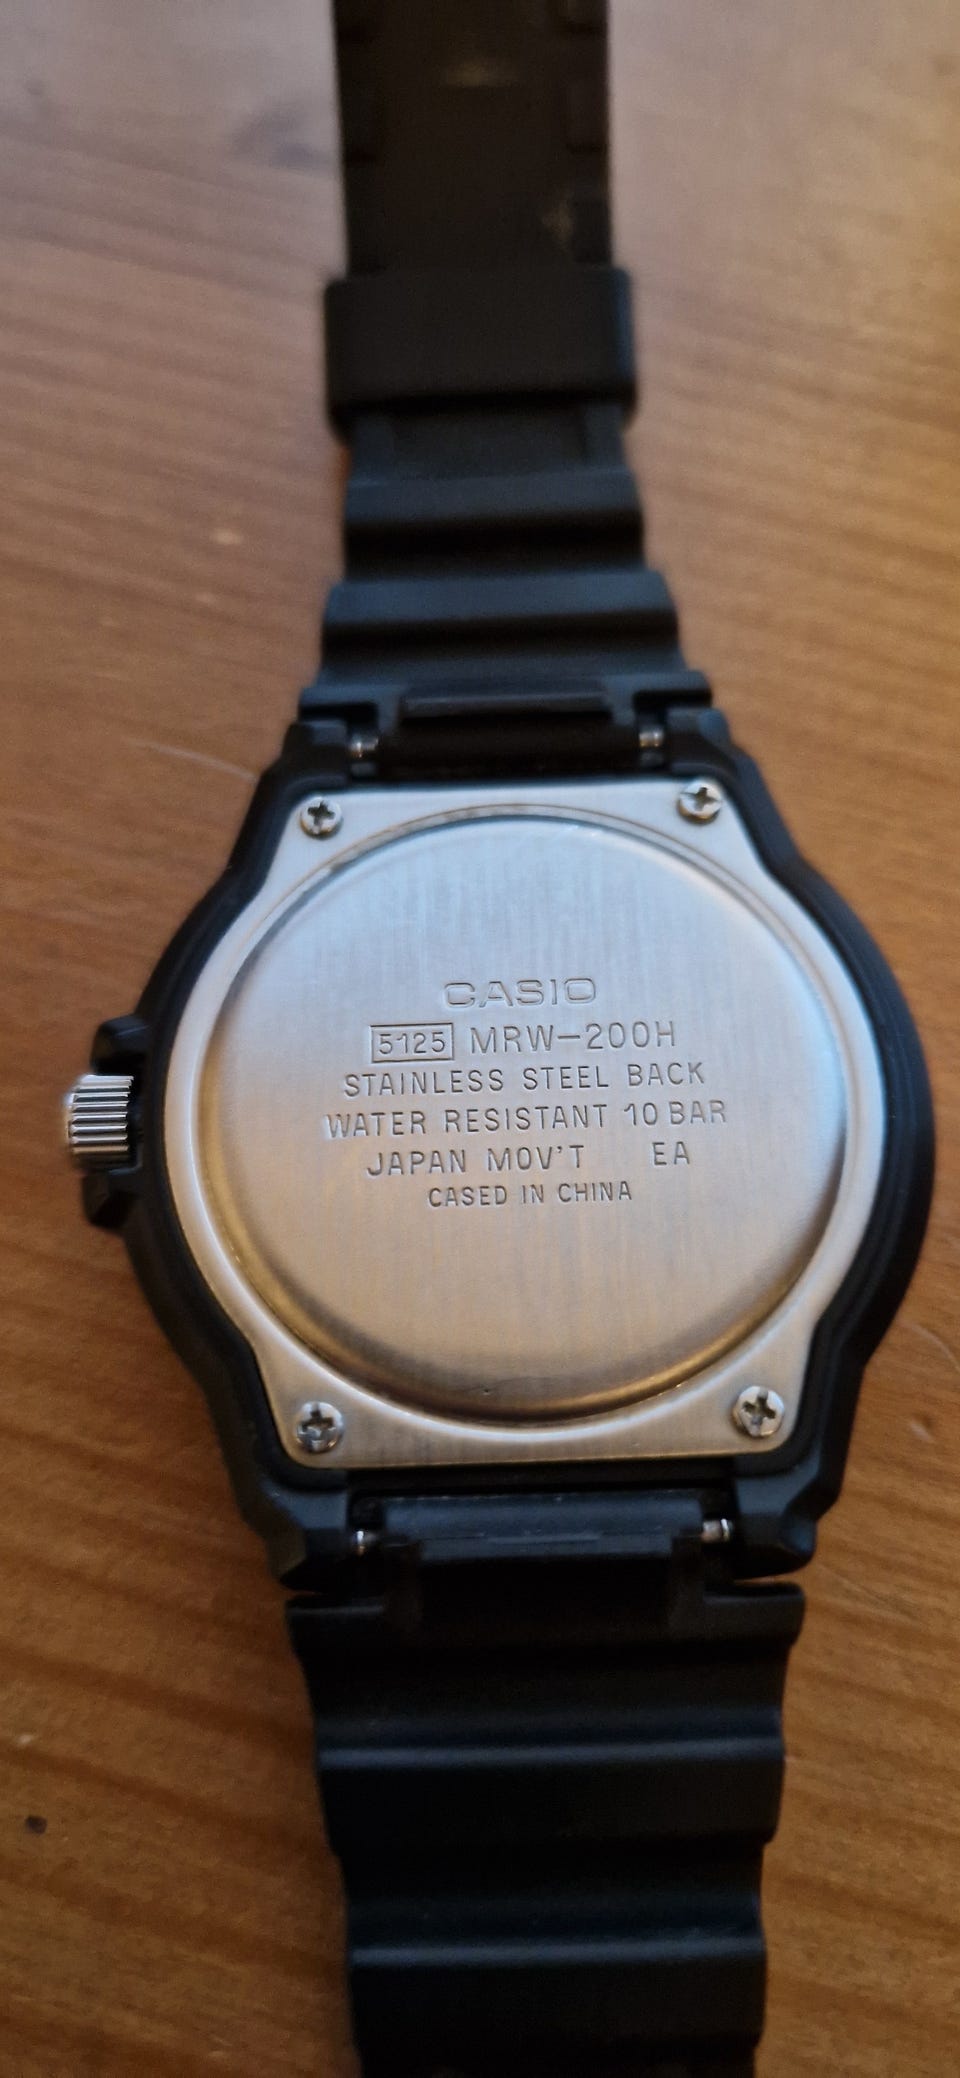 CASIO
5125 MRW-200H
STAINLESS STEEL BACK
WATER RESISTANT 10 BAR
JAPAN MOV'T EA
CASED IN CHINA